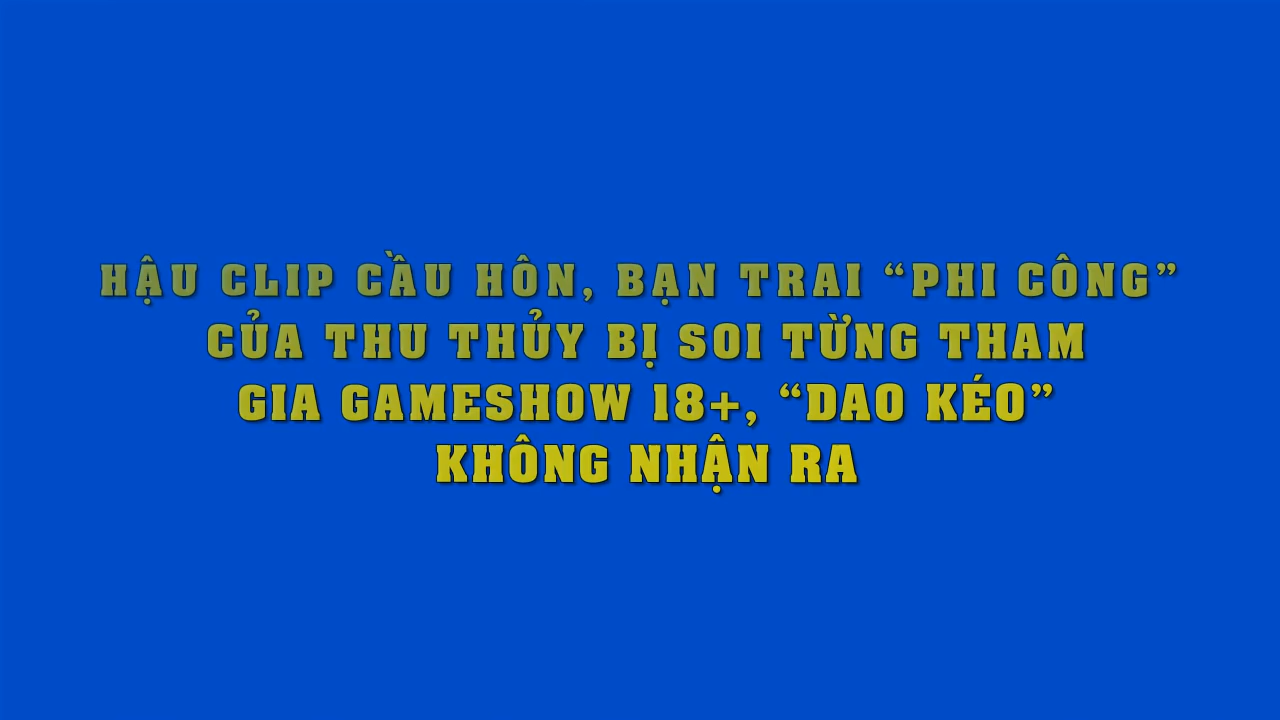 HẬU CLIP CẦU HÔN, BẠN TRAI “PHI CÔNG”
CỦA THU THỦY BỊ SOI TỪNG THAM
GIA GAMESHOW 18+, “DAO KÉO”
KHÔNG NHẬN RA